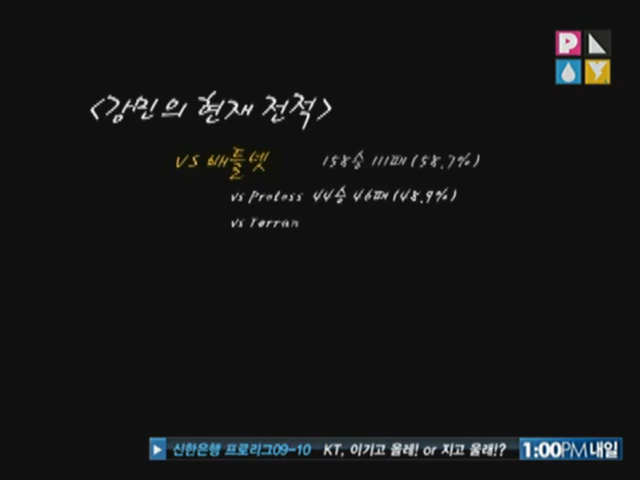 PLAY
<강민의 현재 전적>
VS 배틀넷 158승 111패(58.7%)
vs Protoss 44승 46패(48.9%)
vs Terran
신한은행 프로리그09-10 KT, 이기고 올레! or 지고 울래!? 1:00PM 내일